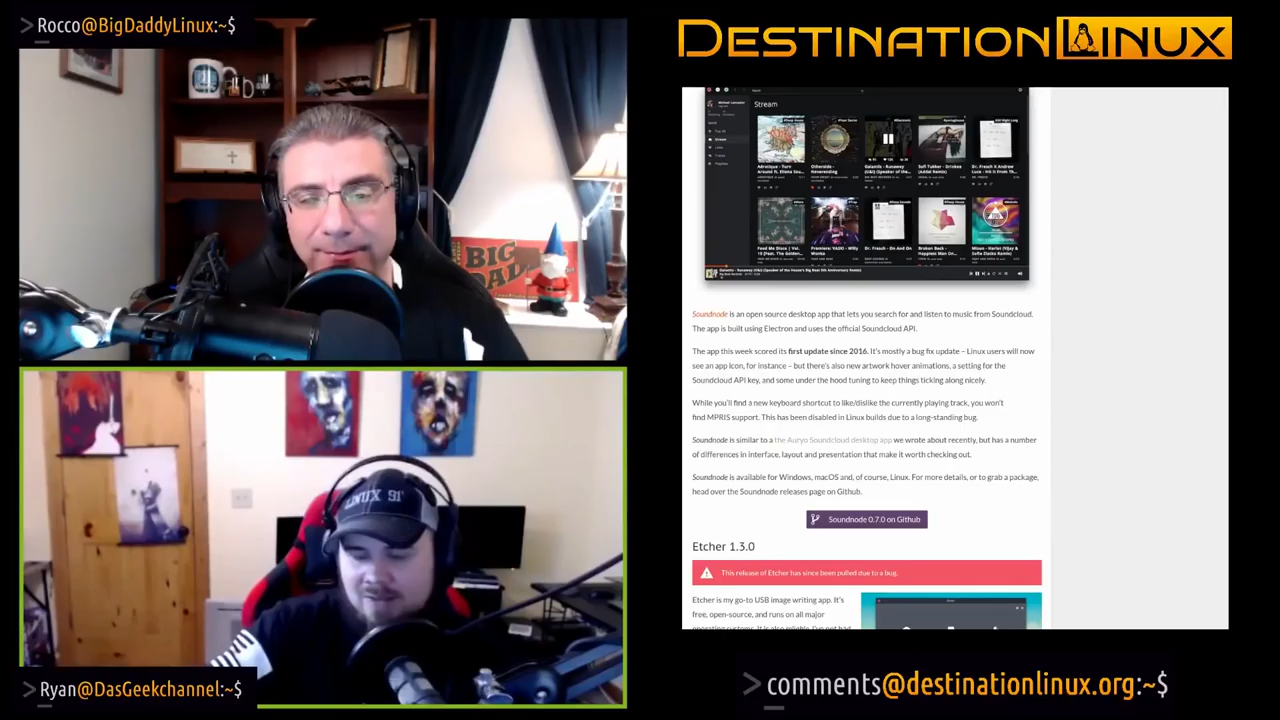 > Rocco@BigDaddyLinux:~$
DESTINATION LINUX
Stream
BIG
DADDY
Soundnode is an open source desktop app that lets you search for and listen to music from Soundcloud.
The app is built using Electron and uses the official Soundcloud API.
The app this week scored its first update since 2016. It's mostly a bug fix update – Linux users will now
see an app icon, for instance – but there's also new artwork hover animations, a setting for the
Soundcloud API key, and some under the hood tuning to keep things ticking along nicely.
While you'll find a new keyboard shortcut to like/dislike the currently playing track, you won't
find MPRIS support. This has been disabled in Linux builds due to a long-standing bug.
Soundnode is similar to a the Auryo Soundcloud desktop app we wrote about recently, but has a number
of differences in interface, layout and presentation that make it worth checking out.
Soundnode is available for Windows, macOS and, of course, Linux. For more details, or to grab a package,
head over the Soundnode releases page on Github.
Soundnode 0.7.0 on Github
Etcher 1.3.0
This release of Etcher has since been pulled due to a bug.
Etcher is my go-to USB image writing app. It's
free, open-source, and runs on all major
LINUX 91'
> Ryan@DasGeekchannel:~$
> comments@destinationlinux.org:~$